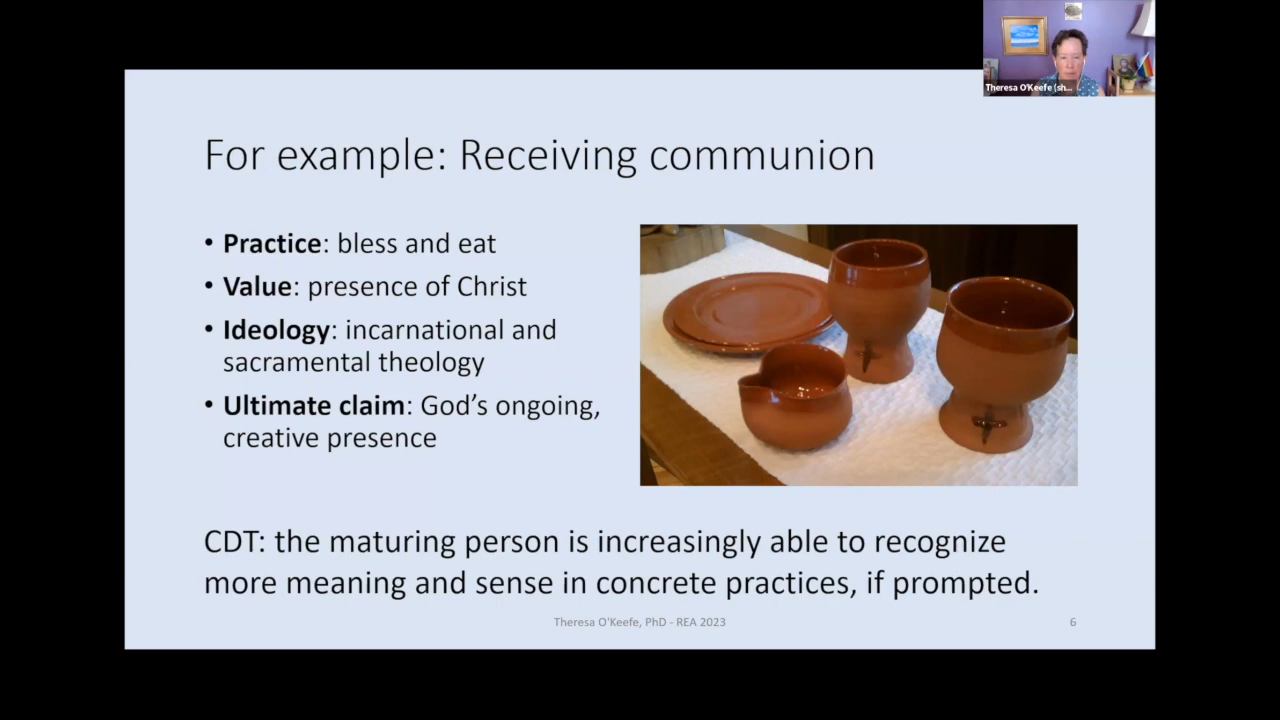 Theresa O'Keefe (sh...
For example: Receiving communion
• Practice: bless and eat
• Value: presence of Christ
• Ideology: incarnational and
sacramental theology
• Ultimate claim: God’s ongoing,
creative presence
CDT: the maturing person is increasingly able to recognize
more meaning and sense in concrete practices, if prompted.
Theresa O'Keefe, PhD - REA 2023
6